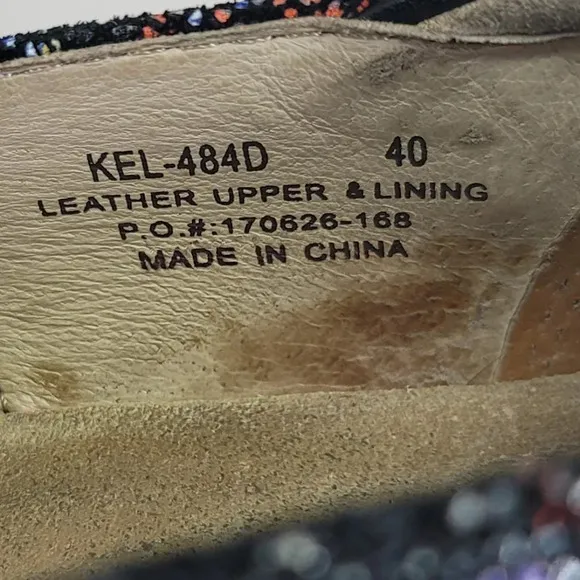 KEL-484D 40
LEATHER UPPER & LINING
P.O.#:170626-168
MADE IN CHINA